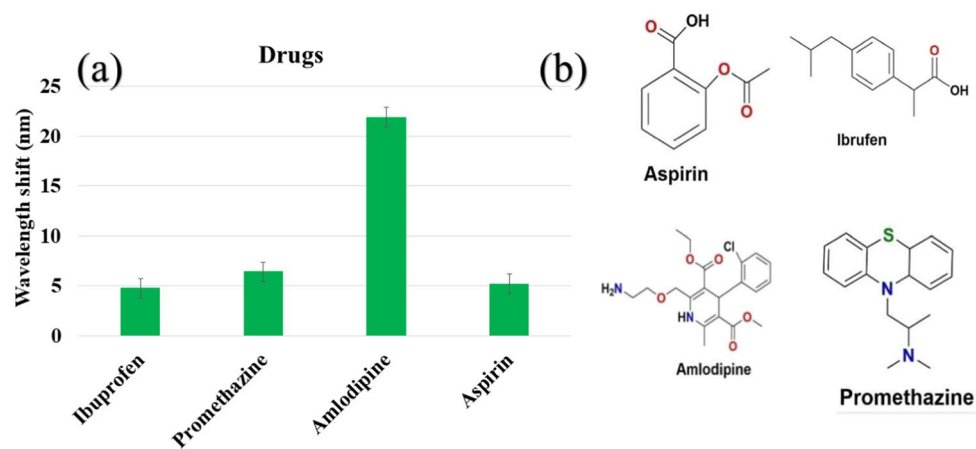 (a)
Drugs
Wavelength shift (nm)
25
20
15
10
5
0
Ibuprofen
Promethazine
Amlodipine
Aspirin
(b)
O
OH
O
O
Aspirin
O
OH
Ibrufen
O
O
Cl
H₂N
O
HN
O
O
Amlodipine
S
N
N
Promethazine